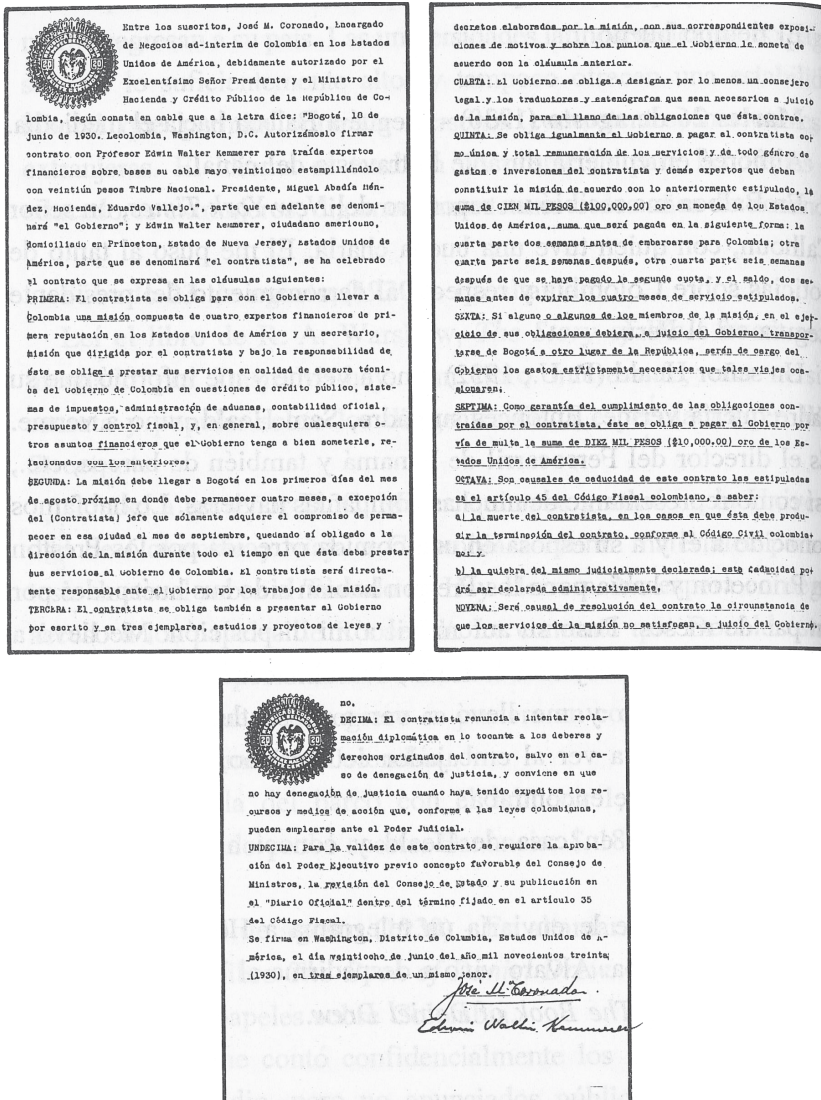 Entre los suscritos, José M. Coronado, Encargado
de Negocios ad-interim de Colombia en los Estados
Unidos de América, debidamente autorizado por el
Excelentísimo Señor Presidente y el Ministro de
Hacienda y Crédito Público de la República de Co-
lombia, según consta en cable que a la letra dice: "Bogotá, 18 de
junio de 1930. Lecolombia, Washington, D.C. Autorizámoslo firmar
contrato con Profesor Edwin Walter Kemmerer para traída expertos
financieros sobre bases su cable mayo veinticinco estampillándolo
con veintiún pesos Timbre Nacional. Presidente, Miguel Abadía Mén-
dez, Hacienda, Eduardo Vallejo.", parte que en adelante se denomi-
nará "el Gobierno"; y Edwin Walter Kemmerer, ciudadano americano,
domiciliado en Princeton, Estado de Nueva Jersey, Estados Unidos de
América, parte que se denominará "el contratista", se ha celebrado
el contrato que se expresa en las cláusulas siguientes:
PRIMERA: El contratista se obliga para con el Gobierno a llevar a
Colombia una misión compuesta de cuatro expertos financieros de pri-
mera reputación en los Estados Unidos de América y un secretario,
misión que dirigida por el contratista y bajo la responsabilidad de
éste se obliga a prestar sus servicios en calidad de asesora técni-
ca del Gobierno de Colombia en cuestiones de crédito público, siste-
mas de impuestos, administración de aduanas, contabilidad oficial,
presupuesto y control fiscal, y, en general, sobre cualesquiera o-
tros asuntos financieros que el Gobierno tenga a bien someterle, re-
lacionados con los anteriores.
SEGUNDA: La misión debe llegar a Bogotá en los primeros días del mes
de agosto próximo en donde debe permanecer cuatro meses, a excepción
del (Contratista) jefe que sólamente adquiere el compromiso de perma-
necer en esa ciudad el mes de septiembre, quedando sí obligado a la
dirección de la misión durante todo el tiempo en que ésta debe prestar
sus servicios al Gobierno de Colombia. El contratista será directa-
mente responsable ante el Gobierno por los trabajos de la misión.
TERCERA: El contratista se obliga también a presentar al Gobierno
por escrito y en tres ejemplares, estudios y proyectos de leyes y
decretos elaborados por la misión, con sus correspondientes exposi-
ciones de motivos y sobre los puntos que el Gobierno le someta de
acuerdo con la cláusula anterior.
CUARTA: El Gobierno se obliga a designar por lo menos un consejero
legal y los traductores y estenógrafos que sean necesarios a juicio
de la misión, para el lleno de las obligaciones que ésta contrae.
QUINTA: Se obliga igualmente el Gobierno a pagar al contratista co-
mo única y total remuneración de los servicios y de todo género de
gastos e inversiones del contratista y demás expertos que deban
constituir la misión de acuerdo con lo anteriormente estipulado, la
suma de CIEN MIL PESOS ($100,000,00) oro en moneda de los Estados
Unidos de América, suma que será pagada en la siguiente forma: la
cuarta parte dos semanas antes de embarcarse para Colombia; otra
cuarta parte seis semanas después, otra cuarta parte seis semanas
después de que se haya pagado la segunda cuota, y el saldo, dos se-
manas antes de expirar los cuatro meses de servicio estipulados.
SEXTA: Si alguno o algunos de los miembros de la misión, en el ejer-
cicio de sus obligaciones debiera, a juicio del Gobierno, transpor-
tarse de Bogotá a otro lugar de la República, serán de cargo del
Gobierno los gastos estrictamente necesarios que tales viajes oca-
sionaren;
SEPTIMA: Como garantía del cumplimiento de las obligaciones con-
traídas por el contratista, éste se obliga a pagar al Gobierno por
vía de multa la suma de DIEZ MIL PESOS ($10,000,00) oro de los Es-
tados Unidos de América.
OCTAVA: Son causales de caducidad de este contrato las estipuladas
en el artículo 45 del Código Fiscal colombiano, a saber:
a) la muerte del contratista, en los casos en que ésta debe produ-
cir la terminación del contrato, conforme al Código Civil colombia-
b) la quiebra del mismo judicialmente declarada; esta caducidad po-
drá ser declarada administrativamente,
NOVENA: Será causal de resolución del contrato la circunstancia de
que los servicios de la misión no satisfagan, a juicio del Gobierno.
no.
DECIMA: El contratista renuncia a intentar recla-
mación diplomática en lo tocante a los deberes y
derechos originados del contrato, salvo en el ca-
so de denegación de justicia, y conviene en que
no hay denegación de justicia cuando haya tenido expeditos los re-
cursos y medios de acción que, conforme a las leyes colombianas,
pueden emplearse ante el Poder Judicial.
UNDECIMA: Para la validez de este contrato se requiere la aproba-
ción del Poder Ejecutivo previo concepto favorable del Consejo de
Ministros, la revisión del Consejo de Estado y su publicación en
el "Diario Oficial" dentro del término fijado en el artículo 35
del Código Fiscal.
Se firma en Washington, Distrito de Columbia, Estados Unidos de A-
mérica, el día veintiocho de junio del año mil novecientos treinta
(1930), en tres ejemplares de un mismo tenor.
José M. Coronado.
Edwin Walter Kemmerer